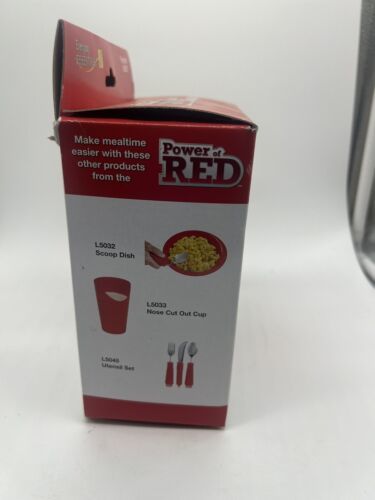 Make mealtime
easier with these
other products
from the
Power of
RED
L5032
Scoop Dish
L5033
Nose Cut Out Cup
L5045
Utensil Set